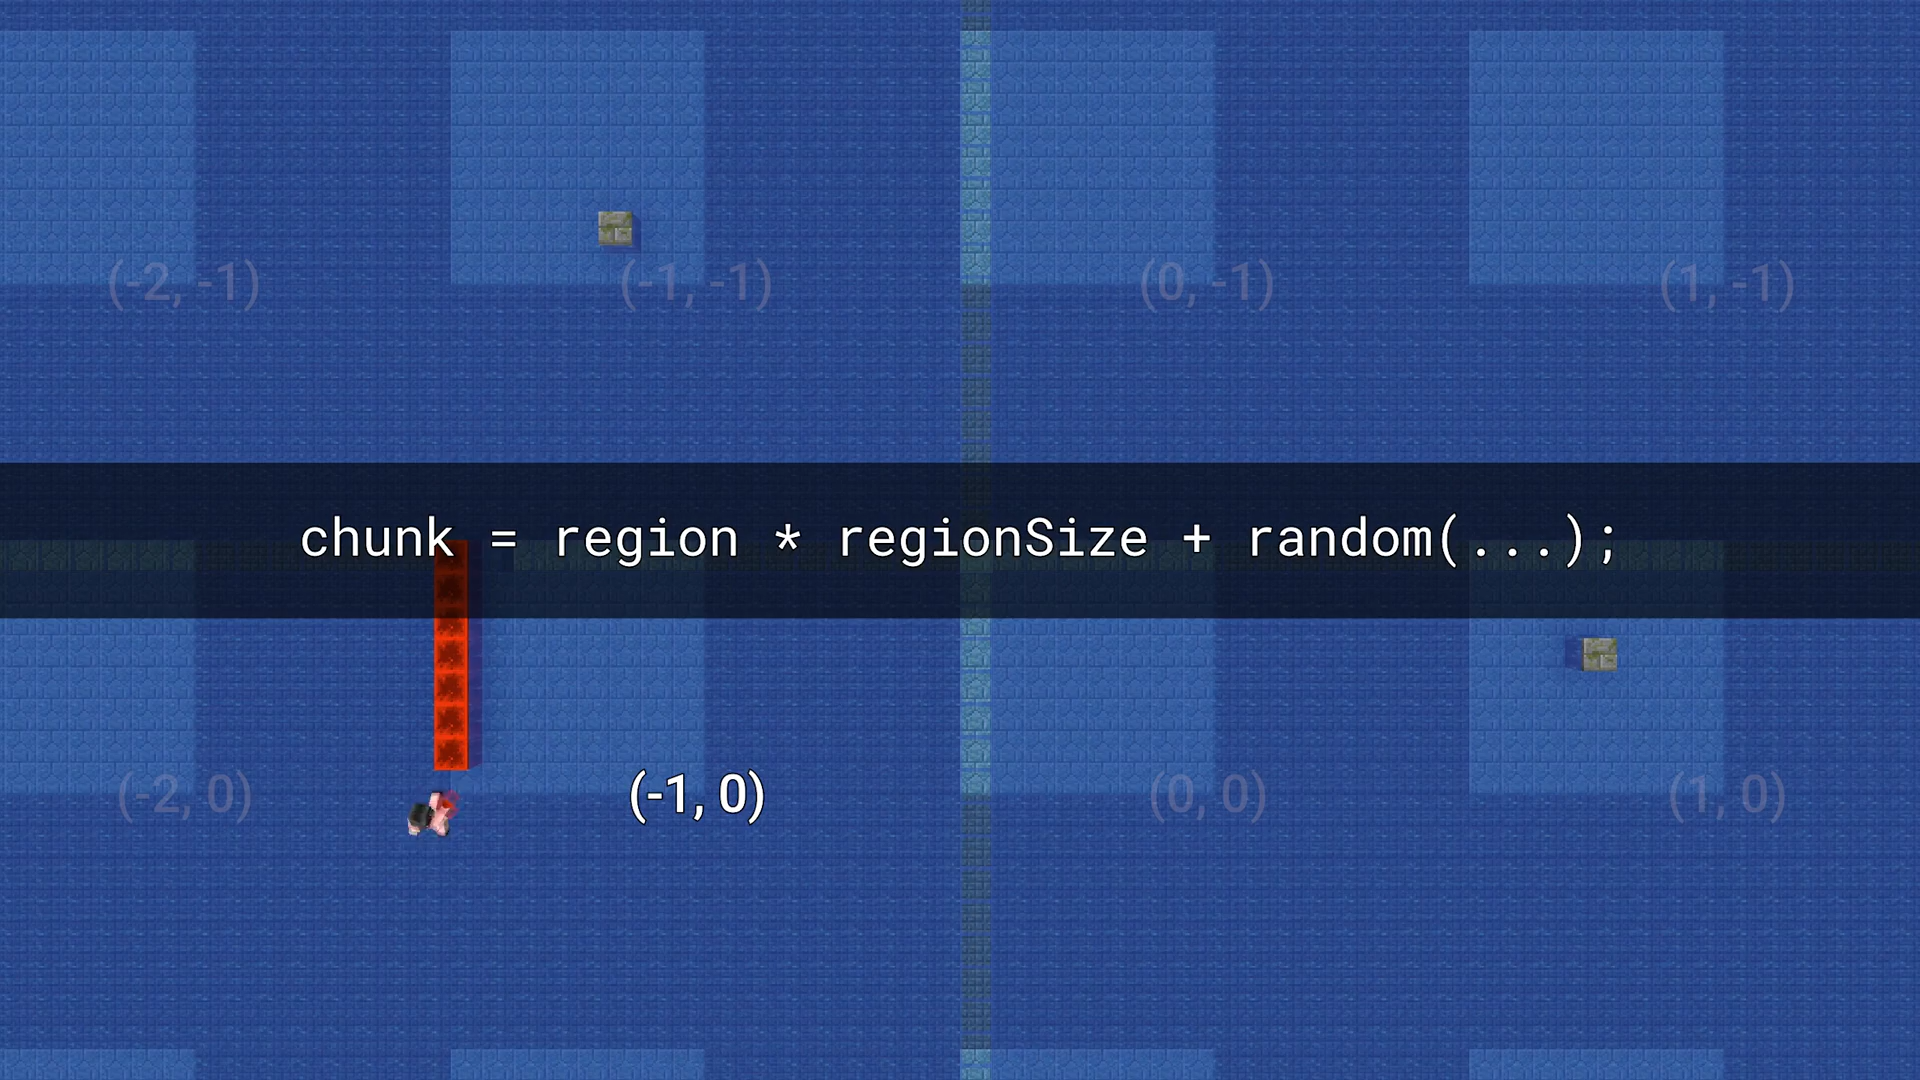 (-2, -1) (-1, -1) (0, -1) (1, -1)
chunk = region * regionSize + random(...);
(-2, 0) (-1, 0) (0, 0) (1, 0)